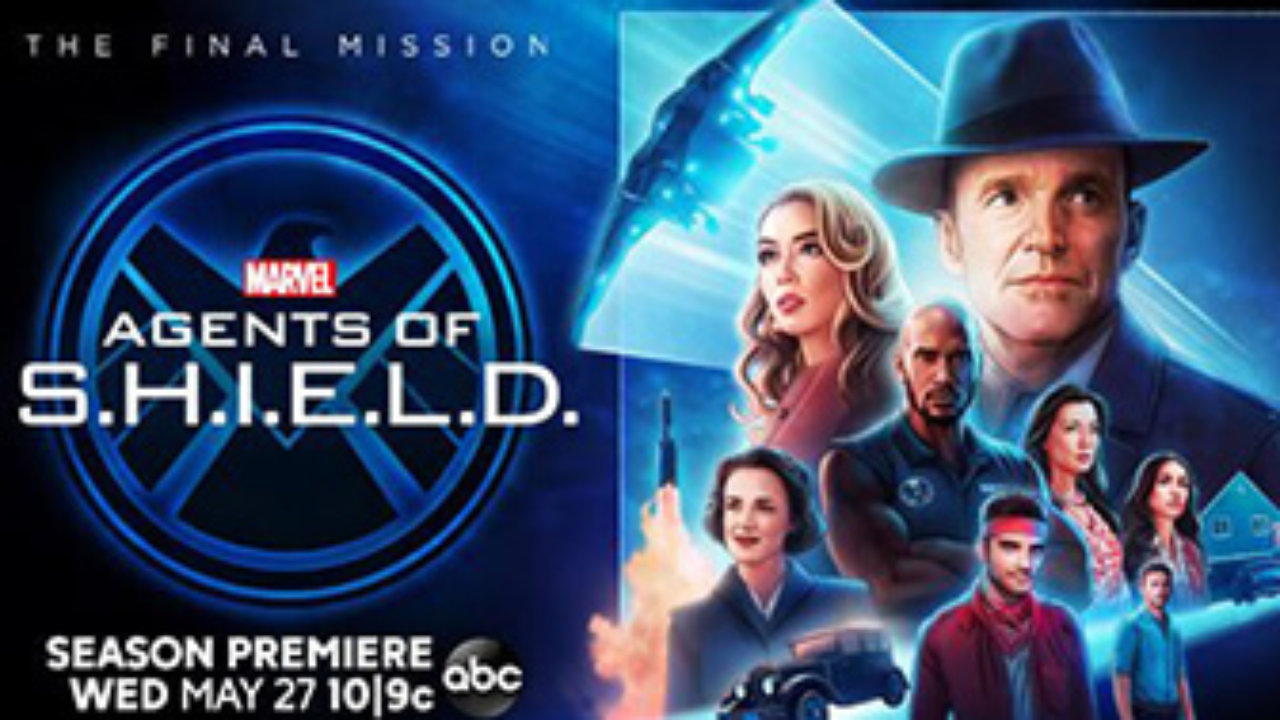 THE FINAL MISSION
MARVEL
AGENTS OF
S.H.I.E.L.D.
SEASON PREMIERE
WED MAY 27 10|9c
abc